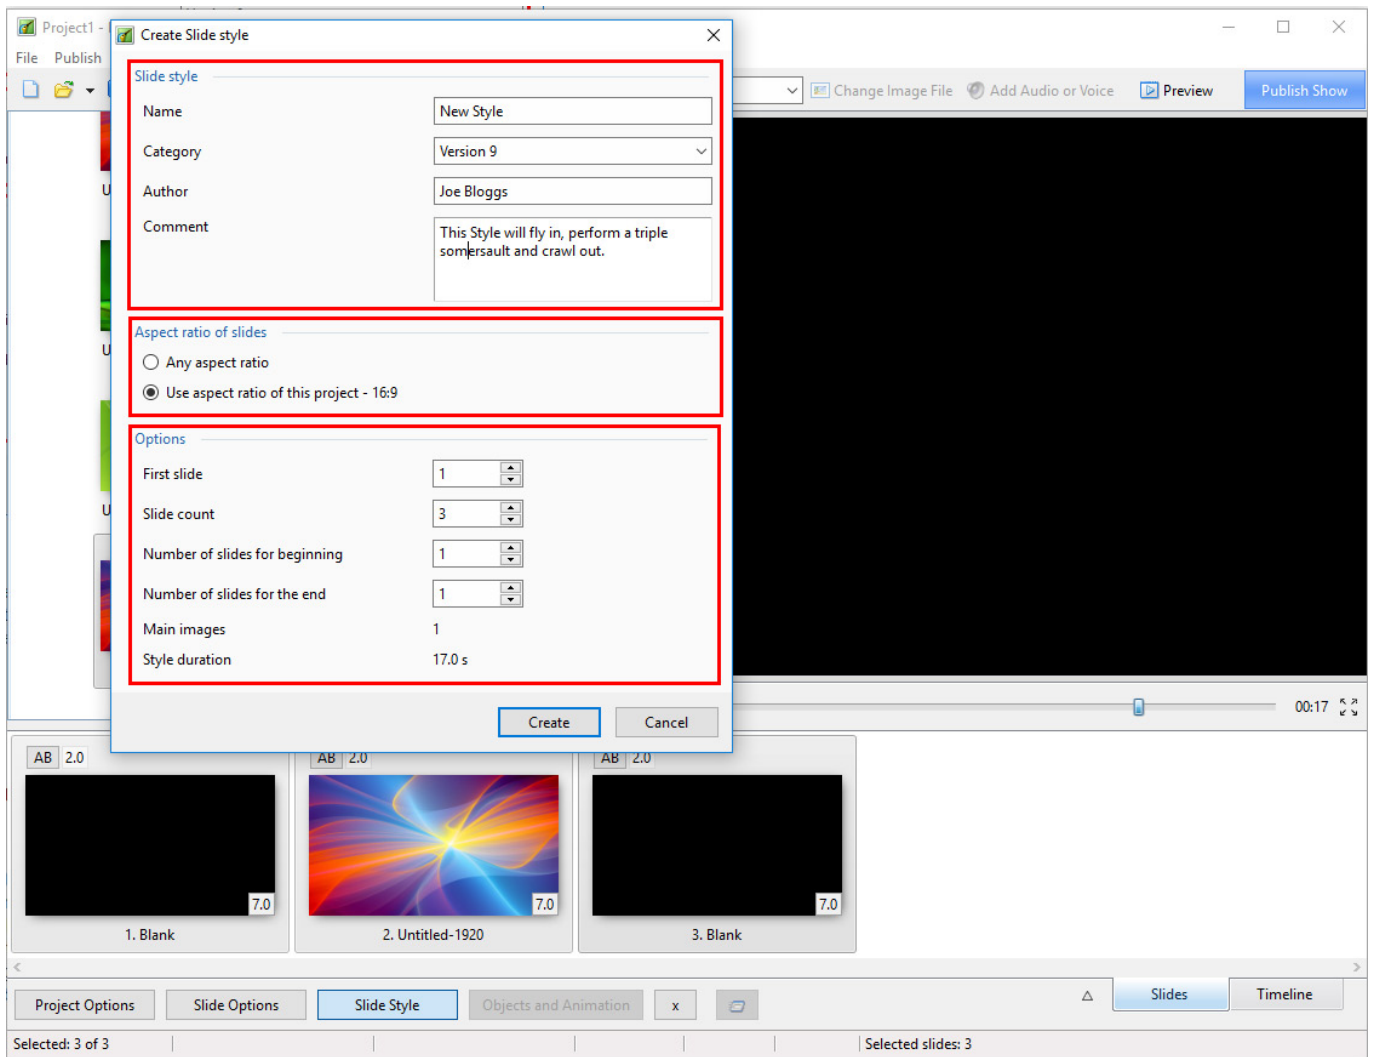 Project1 -
Create Slide style
File Publish
Slide style
Change Image File
Add Audio or Voice
Preview
Publish Show
Name
New Style
Category
Version 9
Author
Joe Bloggs
Comment
This Style will fly in, perform a triple
somersault and crawl out.
Aspect ratio of slides
Any aspect ratio
Use aspect ratio of this project - 16:9
Options
First slide
1
Slide count
3
Number of slides for beginning
1
Number of slides for the end
1
Main images
1
Style duration
17.0 s
Create
Cancel
00:17
AB 2.0
AB 2.0
AB 2.0
7.0
7.0
7.0
1. Blank
2. Untitled-1920
3. Blank
Project Options
Slide Options
Slide Style
Objects and Animation
x
Slides
Timeline
Selected: 3 of 3
Selected slides: 3